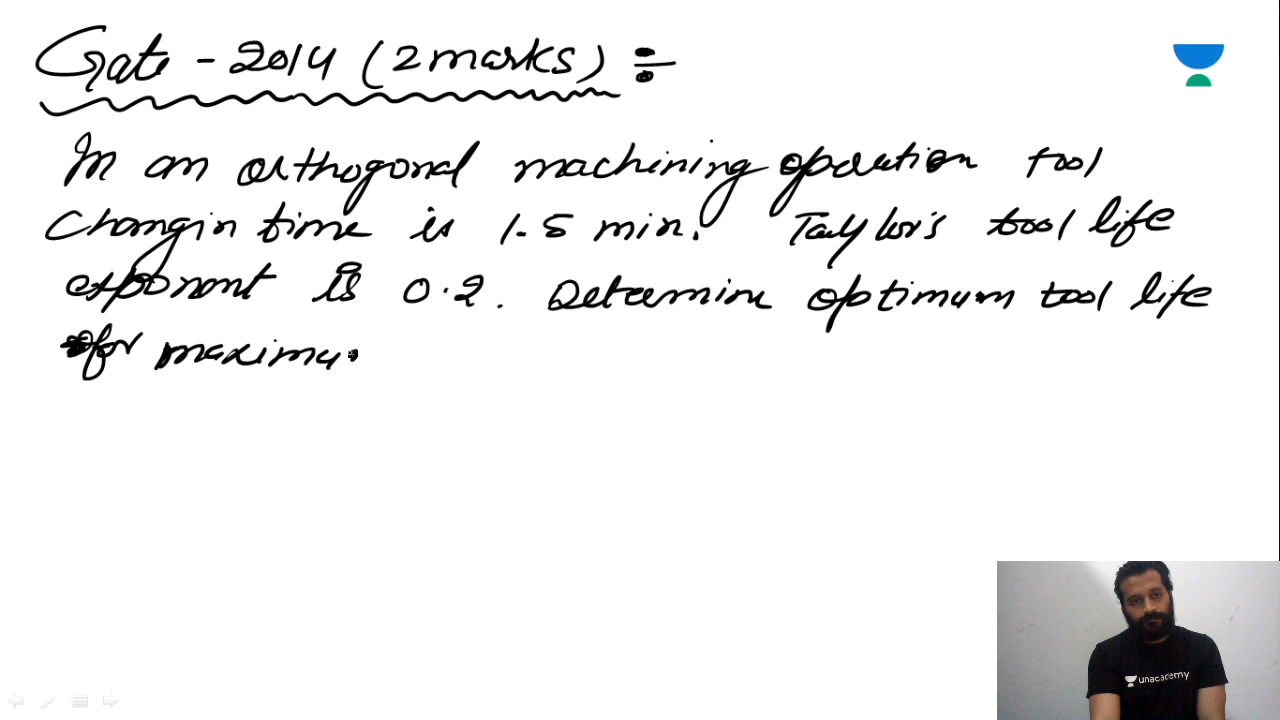 Gate - 2014 (2 marks) :-
In an orthogonal machining operation tool
Changin time is 1.5 min. Taylor's tool life
exponent is 0.2. Determine optimum tool life
for maximu
unacademy